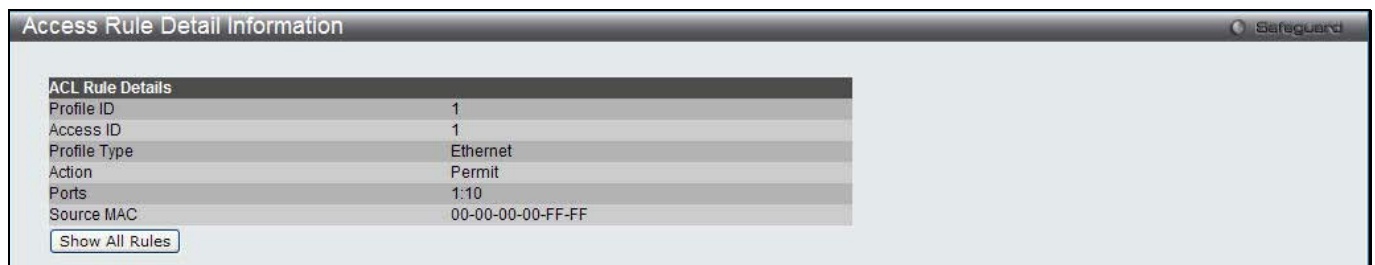 Access Rule Detail Information
Safeguard
ACL Rule Details
Profile ID 1
Access ID 1
Profile Type Ethernet
Action Permit
Ports 1:10
Source MAC 00-00-00-00-FF-FF
Show All Rules